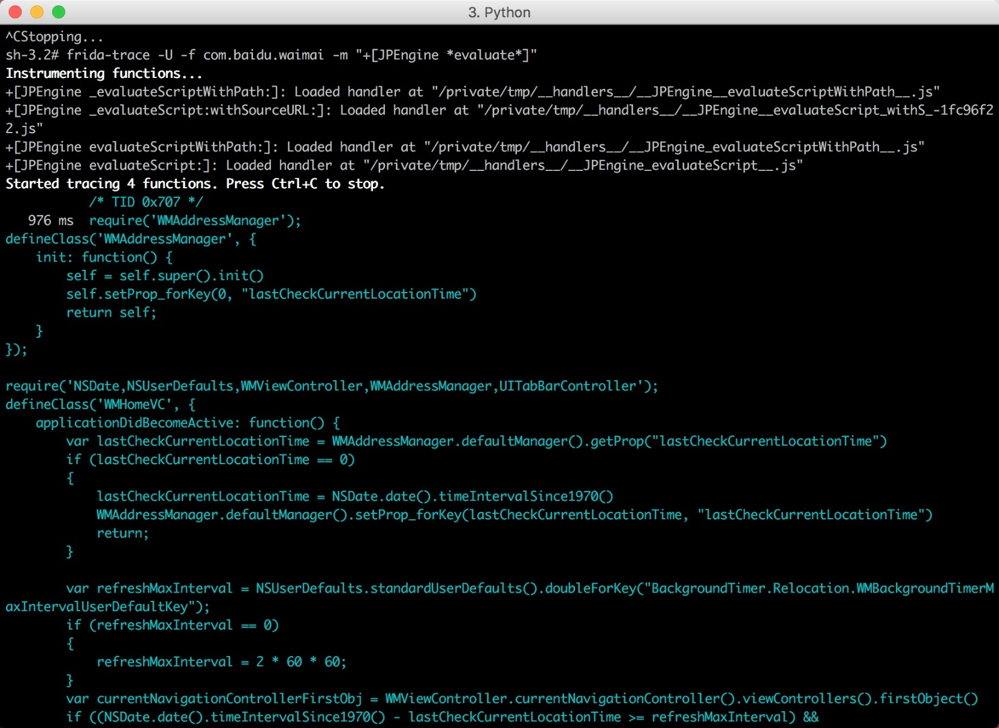 3. Python
^CStopping...
sh-3.2# frida-trace -U -f com.baidu.waimai -m "+[JPEngine *evaluate*]"
Instrumenting functions...
+[JPEngine _evaluateScriptWithPath:]: Loaded handler at "/private/tmp/__handlers__/__JPEngine__evaluateScriptWithPath__.js"
+[JPEngine _evaluateScript:withSourceURL:]: Loaded handler at "/private/tmp/__handlers__/__JPEngine__evaluateScript_withS_-1fc96f2
2.js"
+[JPEngine evaluateScriptWithPath:]: Loaded handler at "/private/tmp/__handlers__/__JPEngine_evaluateScriptWithPath__.js"
+[JPEngine evaluateScript:]: Loaded handler at "/private/tmp/__handlers__/__JPEngine_evaluateScript__.js"
Started tracing 4 functions. Press Ctrl+C to stop.
           /* TID 0x707 */
   976 ms  require('WMAddressManager');
defineClass('WMAddressManager', {
    init: function() {
        self = self.super().init()
        self.setProp_forKey(0, "lastCheckCurrentLocationTime")
        return self;
    }
});

require('NSDate,NSUserDefaults,WMViewController,WMAddressManager,UITabBarController');
defineClass('WMHomeVC', {
    applicationDidBecomeActive: function() {
        var lastCheckCurrentLocationTime = WMAddressManager.defaultManager().getProp("lastCheckCurrentLocationTime")
        if (lastCheckCurrentLocationTime == 0)
        {
            lastCheckCurrentLocationTime = NSDate.date().timeIntervalSince1970()
            WMAddressManager.defaultManager().setProp_forKey(lastCheckCurrentLocationTime, "lastCheckCurrentLocationTime")
            return;
        }

        var refreshMaxInterval = NSUserDefaults.standardUserDefaults().doubleForKey("BackgroundTimer.Relocation.WMBackgroundTimerM
axIntervalUserDefaultKey");
        if (refreshMaxInterval == 0)
        {
            refreshMaxInterval = 2 * 60 * 60;
        }
        var currentNavigationControllerFirstObj = WMViewController.currentNavigationController().viewControllers().firstObject()
        if ((NSDate.date().timeIntervalSince1970() - lastCheckCurrentLocationTime >= refreshMaxInterval) &&